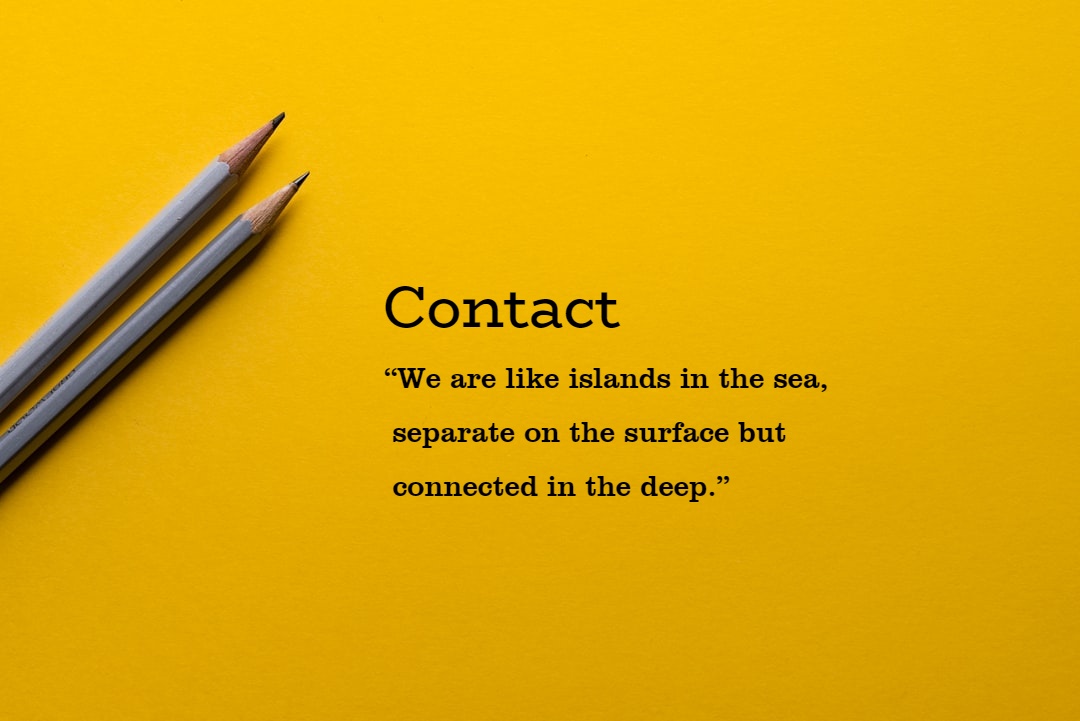 Contact
“We are like islands in the sea,
separate on the surface but
connected in the deep.”